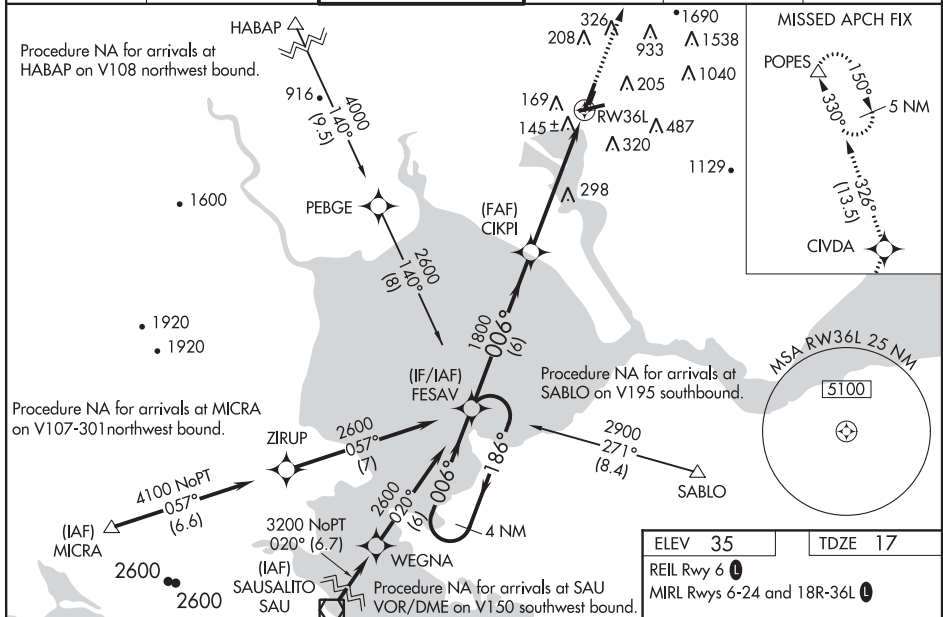 HABAP
Procedure NA for arrivals at
HABAP on V108 northwest bound.
916
4000
140°
(9.5)
1600
PEBGE
2600
140°
(8)
1920
1920
208
326
1690
933
1538
205
1040
169
145±
RW36L
487
320
298
1129
(FAF)
CIKPI
1800
006°
(6)
(IF/IAF)
FESAV
Procedure NA for arrivals at
SABLO on V195 southbound.
2900
271°
(8.4)
SABLO
Procedure NA for arrivals at MICRA
on V107-301northwest bound.
ZIRUP
2600
057°
(7)
4100 NoPT
057°
(6.6)
(IAF)
MICRA
2600
020°
(6)
006°
186°
4 NM
3200 NoPT
020° (6.7)
WEGNA
(IAF)
SAUSALITO
SAU
2600
2600
Procedure NA for arrivals at SAU
VOR/DME on V150 southwest bound.
MISSED APCH FIX
POPES
150°
330°
5 NM
326°
(13.5)
CIVDA
MSA RW36L 25 NM
5100
ELEV 35
TDZE 17
REIL Rwy 6 L
MIRL Rwys 6-24 and 18R-36L L